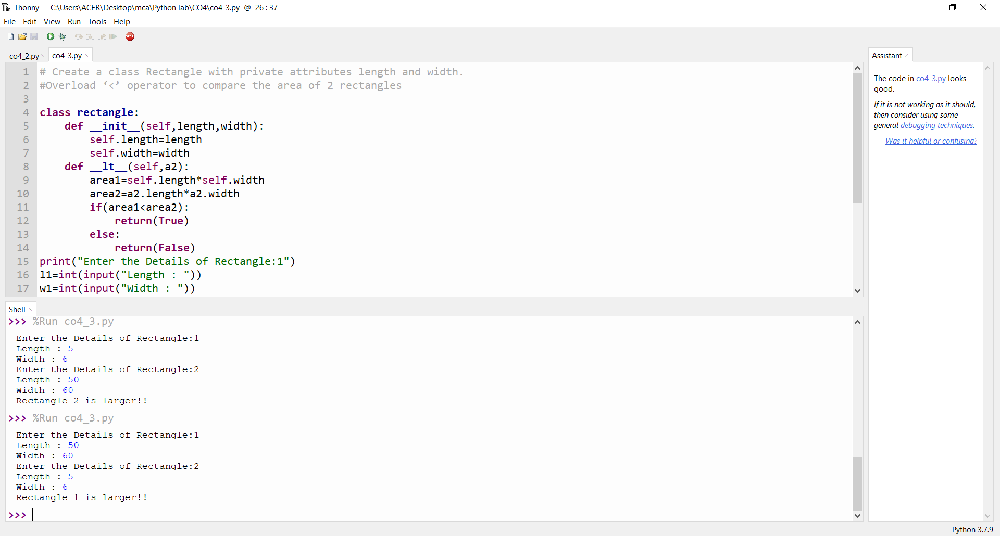 Thonny - C:\Users\ACER\Desktop\mca\Python lab\CO4\co4_3.py @ 26 : 37
File Edit View Run Tools Help
STOP
co4_2.py × co4_3.py ×
1 # Create a class Rectangle with private attributes length and width.
2 #Overload ‘<’ operator to compare the area of 2 rectangles
3
4 class rectangle:
5     def __init__(self,length,width):
6         self.length=length
7         self.width=width
8     def __lt__(self,a2):
9         area1=self.length*self.width
10         area2=a2.length*a2.width
11         if(area1<area2):
12             return(True)
13         else:
14             return(False)
15 print("Enter the Details of Rectangle:1")
16 l1=int(input("Length : "))
17 w1=int(input("Width : "))
Shell ×
>>> %Run co4_3.py
Enter the Details of Rectangle:1
Length : 5
Width : 6
Enter the Details of Rectangle:2
Length : 50
Width : 60
Rectangle 2 is larger!!
>>> %Run co4_3.py
Enter the Details of Rectangle:1
Length : 50
Width : 60
Enter the Details of Rectangle:2
Length : 5
Width : 6
Rectangle 1 is larger!!
>>>
Assistant ×
The code in co4_3.py looks
good.
If it is not working as it should,
then consider using some
general debugging techniques.
Was it helpful or confusing?
Python 3.7.9